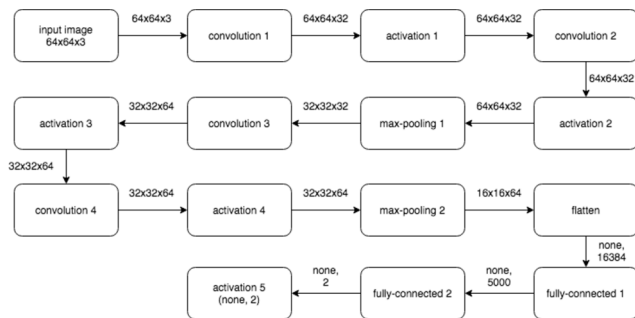 input image
64x64x3
64x64x3
convolution 1
64x64x32
activation 1
64x64x32
convolution 2
64x64x32
activation 2
64x64x32
max-pooling 1
32x32x32
convolution 3
32x32x64
activation 3
32x32x64
convolution 4
32x32x64
activation 4
32x32x64
max-pooling 2
16x16x64
flatten
none,
16384
fully-connected 1
none,
5000
fully-connected 2
none,
2
activation 5
(none, 2)